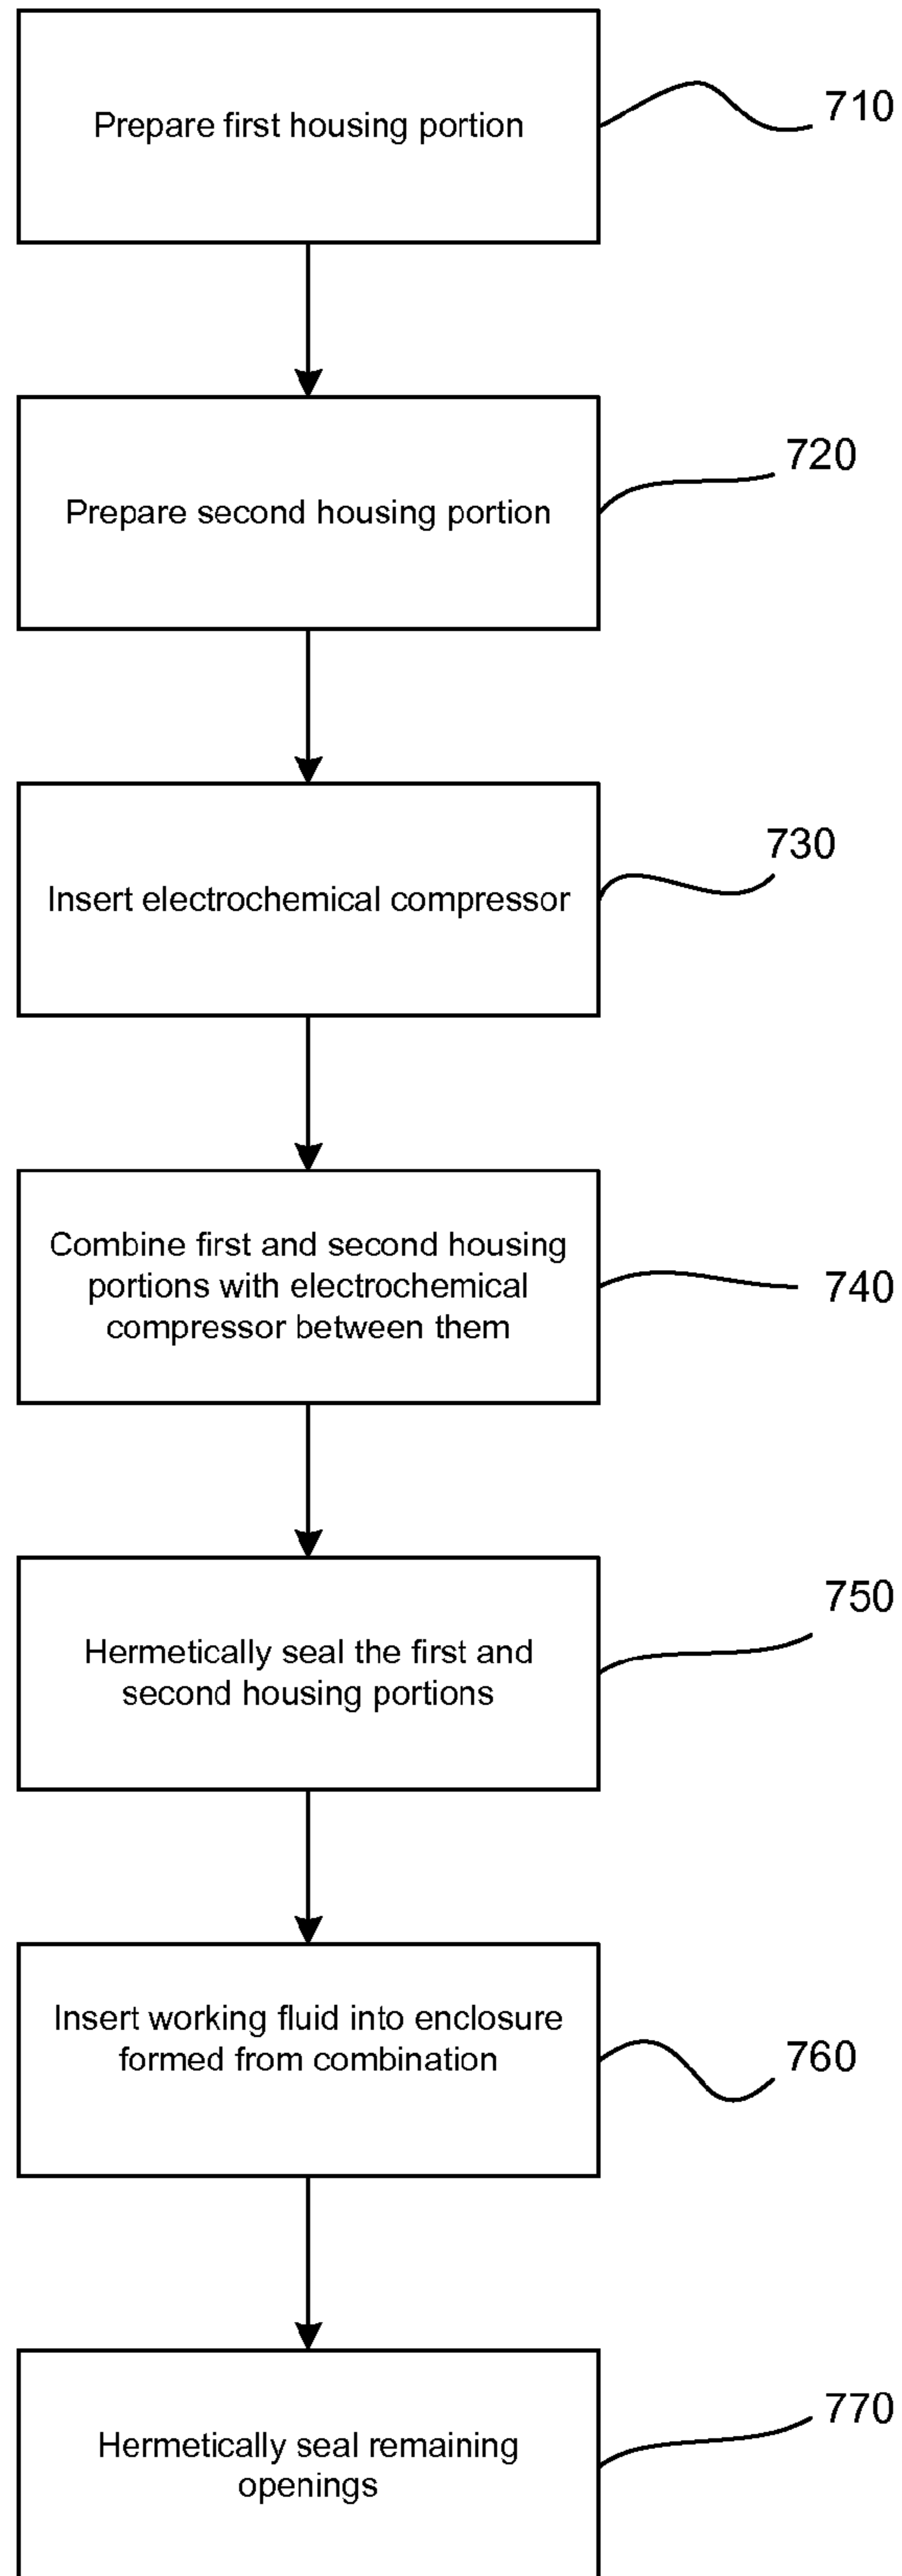 Prepare first housing portion
710
Prepare second housing portion
720
Insert electrochemical compressor
730
Combine first and second housing
portions with electrochemical
compressor between them
740
Hermetically seal the first and
second housing portions
750
Insert working fluid into enclosure
formed from combination
760
Hermetically seal remaining
openings
770